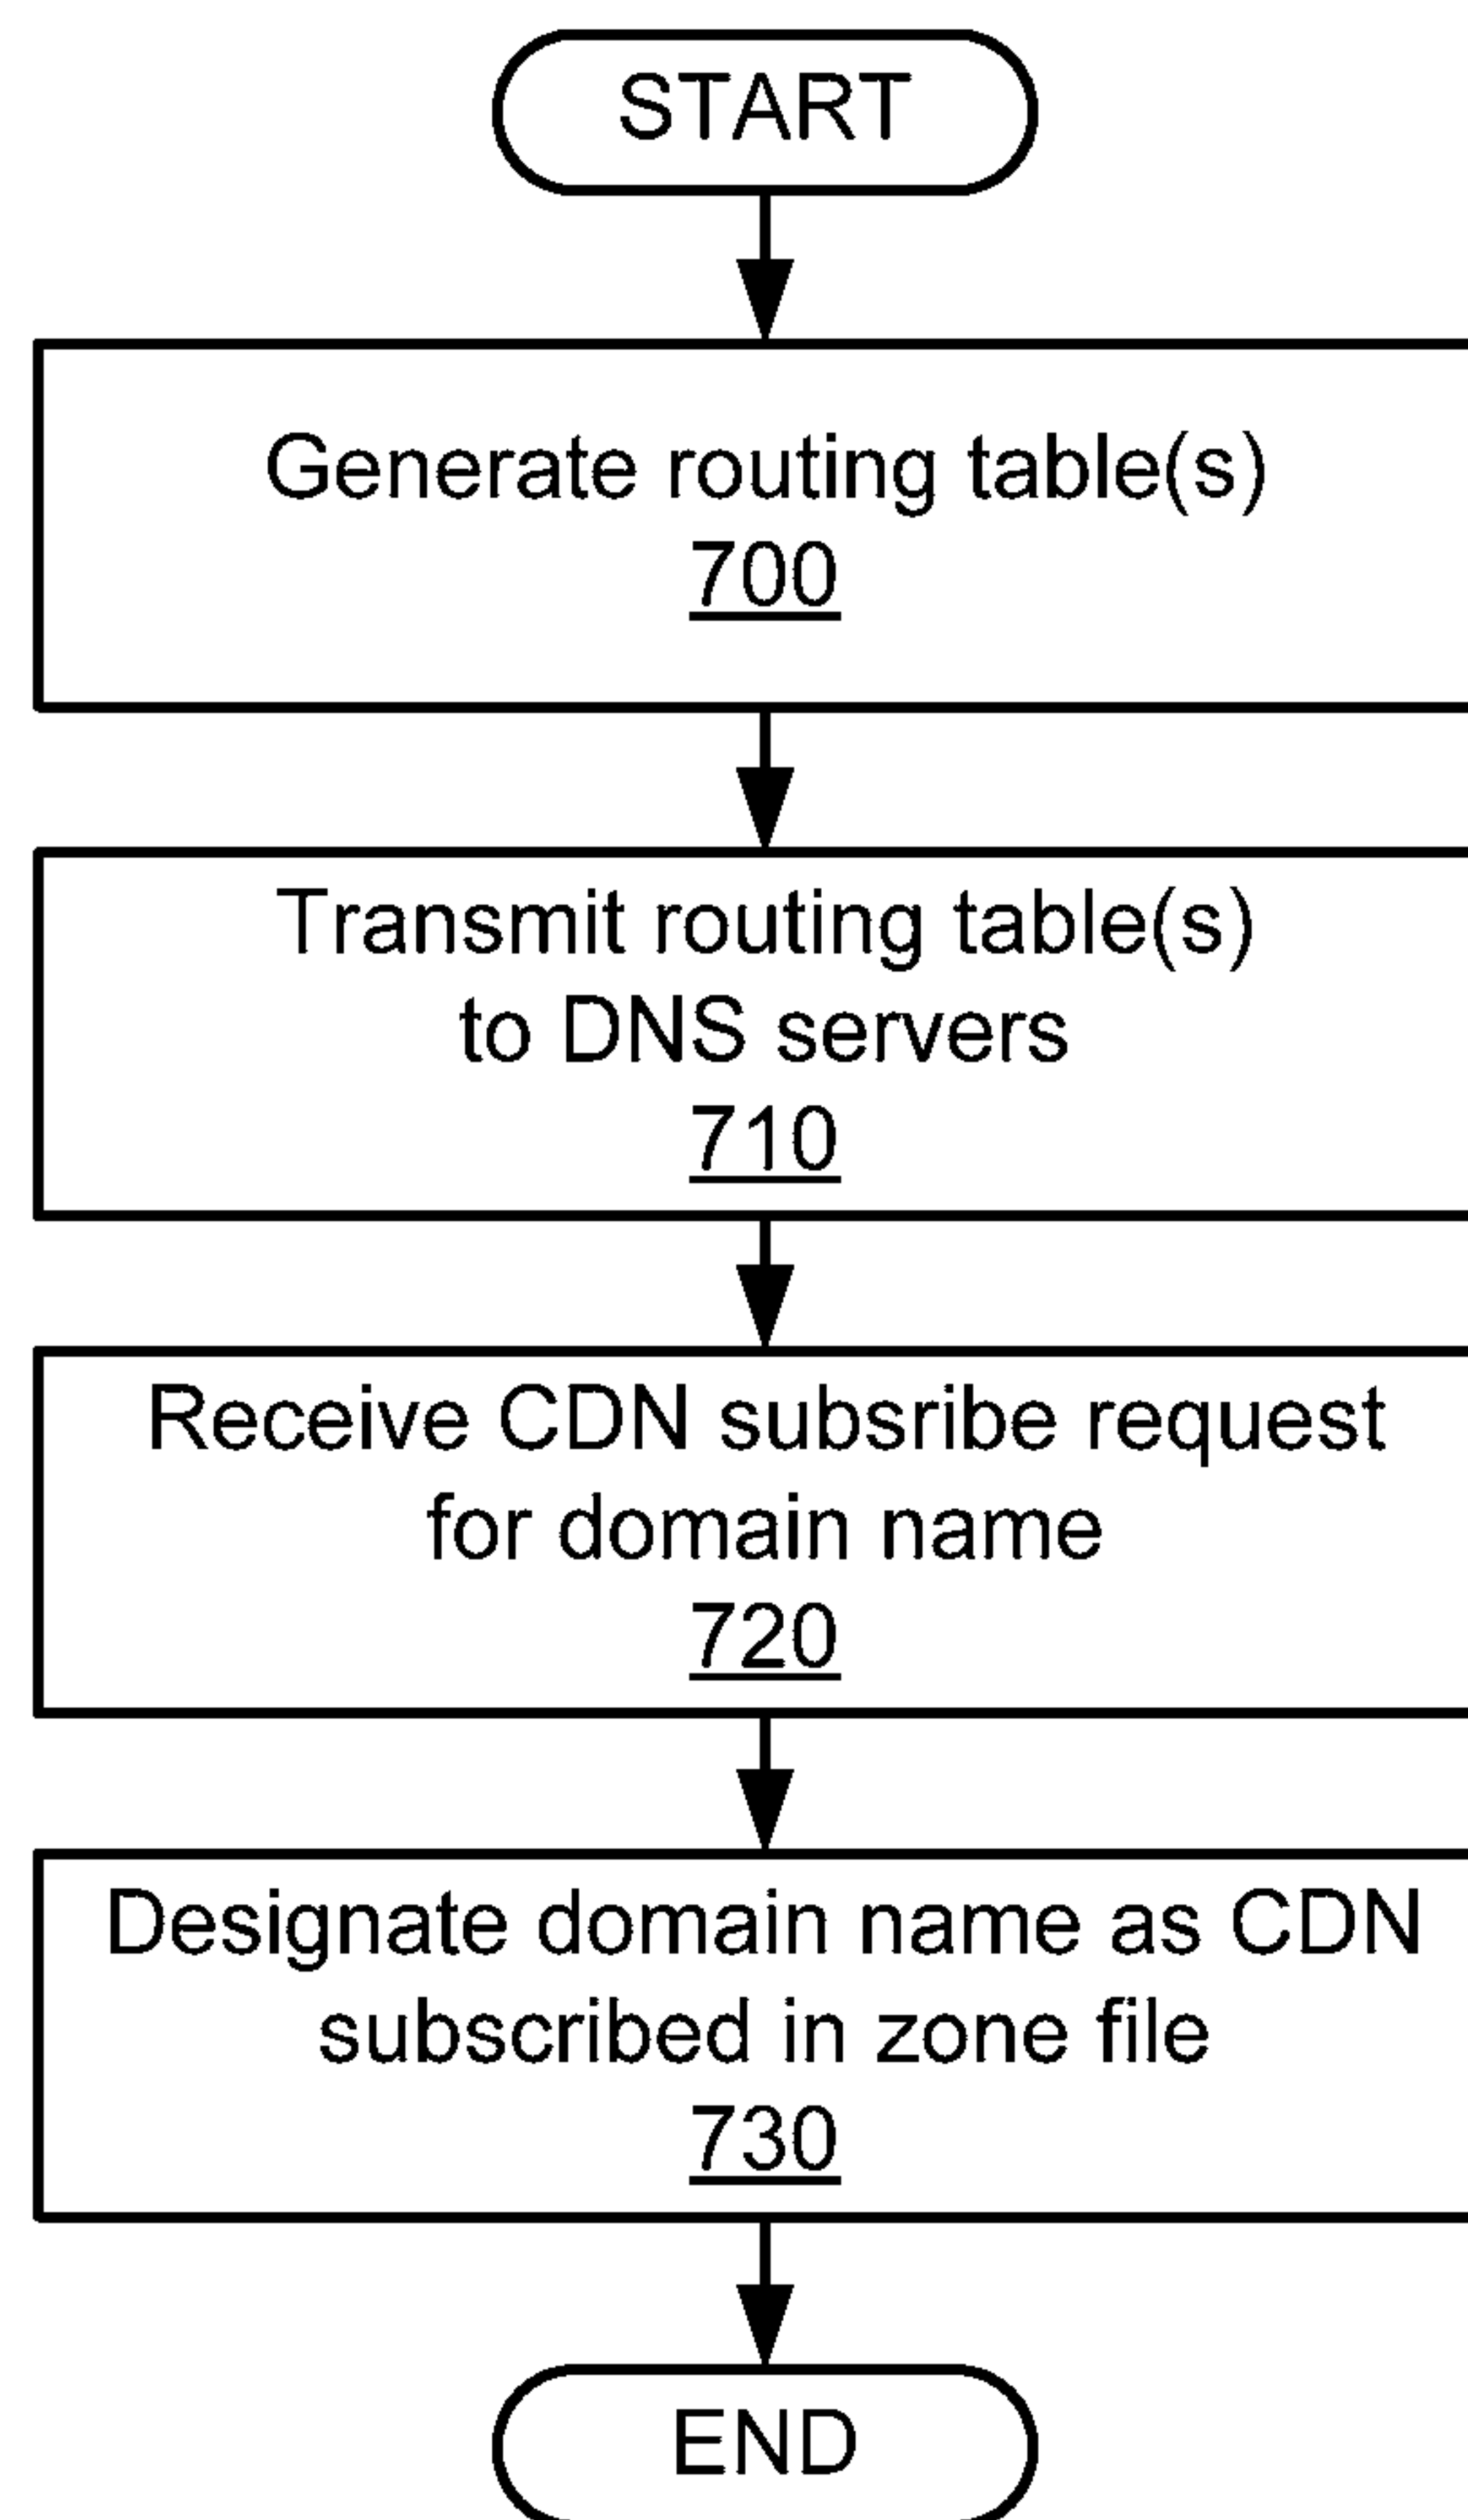 START
Generate routing table(s)
700
Transmit routing table(s)
to DNS servers
710
Receive CDN subsribe request
for domain name
720
Designate domain name as CDN
subscribed in zone file
730
END